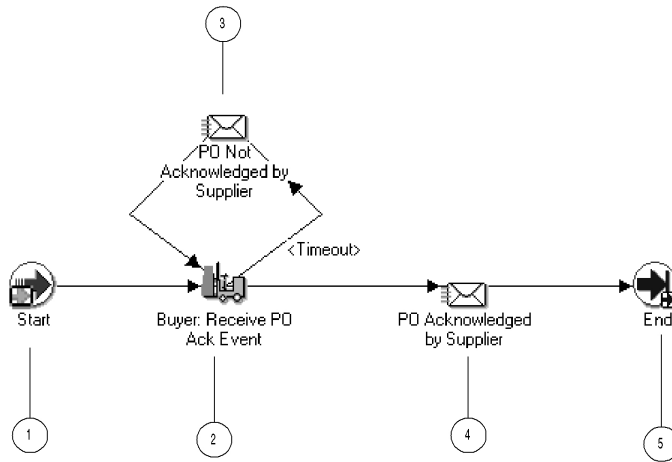 3
PO Not
Acknowledged by
Supplier
<Timeout>
Start
Buyer: Receive PO
Ack Event
PO Acknowledged
by Supplier
End
1
2
4
5